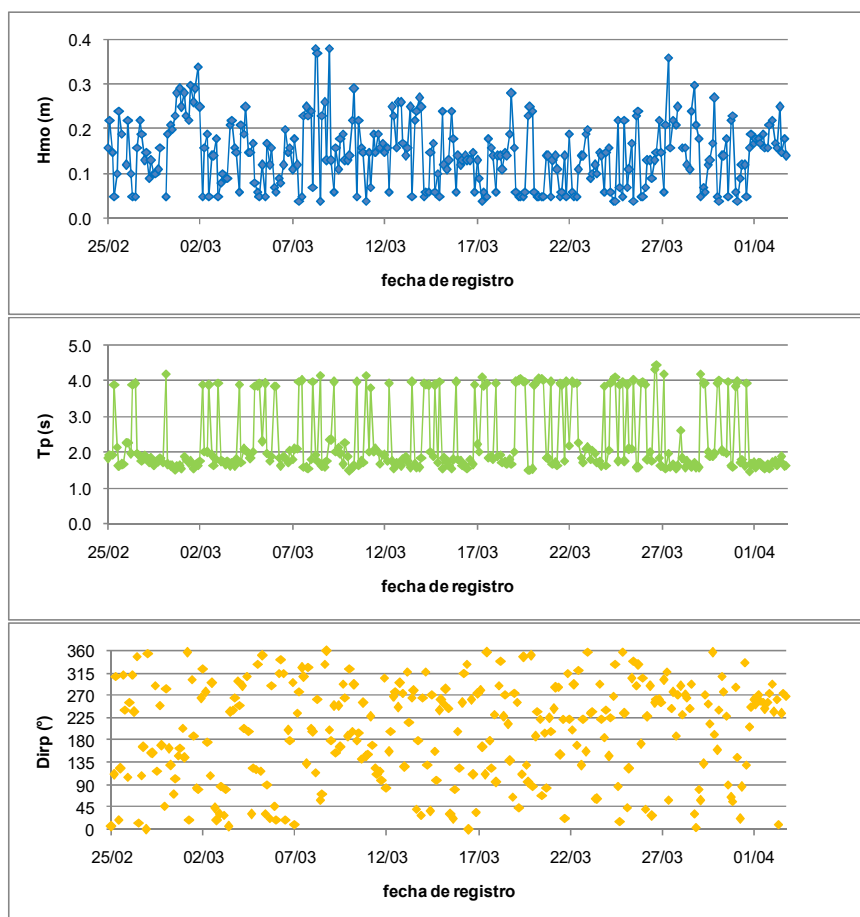 0.4
0.3
0.2
0.1
0.0
Hmo (m)
25/02 02/03 07/03 12/03 17/03 22/03 27/03 01/04
fecha de registro
5.0
4.0
3.0
2.0
1.0
0.0
Tp (s)
25/02 02/03 07/03 12/03 17/03 22/03 27/03 01/04
fecha de registro
360
315
270
225
180
135
90
45
0
Dirp (º)
25/02 02/03 07/03 12/03 17/03 22/03 27/03 01/04
fecha de registro